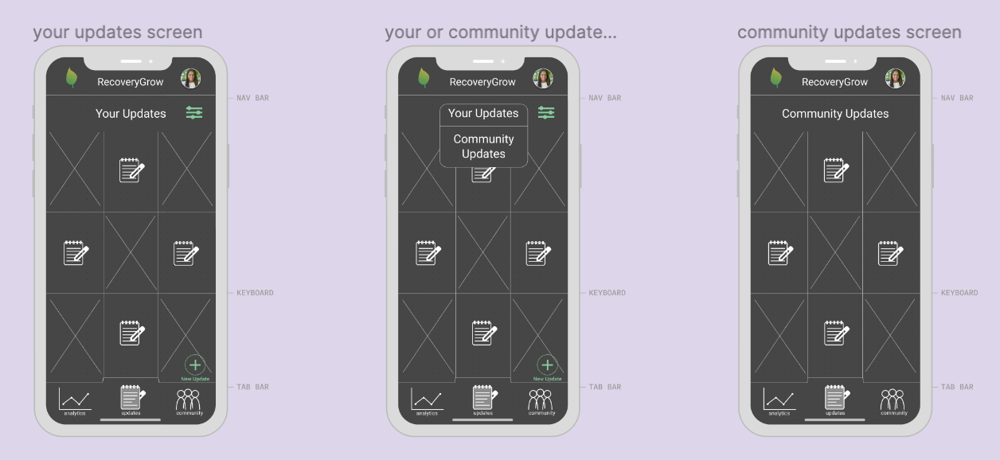 your updates screen
RecoveryGrow
NAV BAR
Your Updates
KEYBOARD
New Update
TAB BAR
analytics
updates
community
your or community update...
RecoveryGrow
NAV BAR
Your Updates
Community
Updates
KEYBOARD
New Update
TAB BAR
analytics
updates
community
community updates screen
RecoveryGrow
NAV BAR
Community Updates
KEYBOARD
TAB BAR
analytics
updates
community